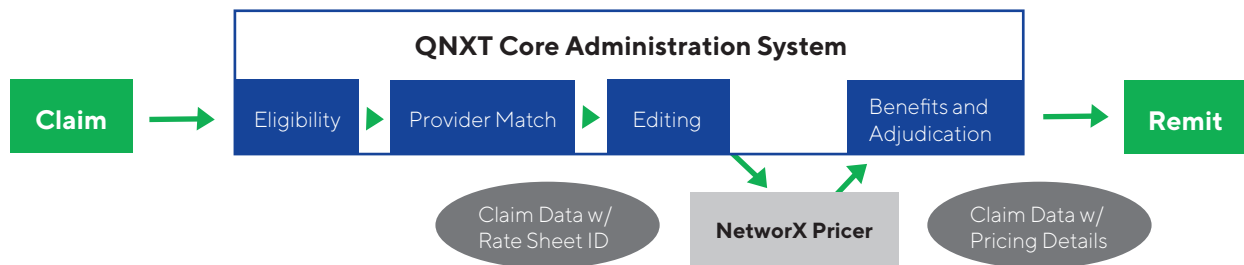 QNXT Core Administration System
Claim
Eligibility
Provider Match
Editing
Benefits and
Adjudication
Remit
Claim Data w/
Rate Sheet ID
NetworX Pricer
Claim Data w/
Pricing Details